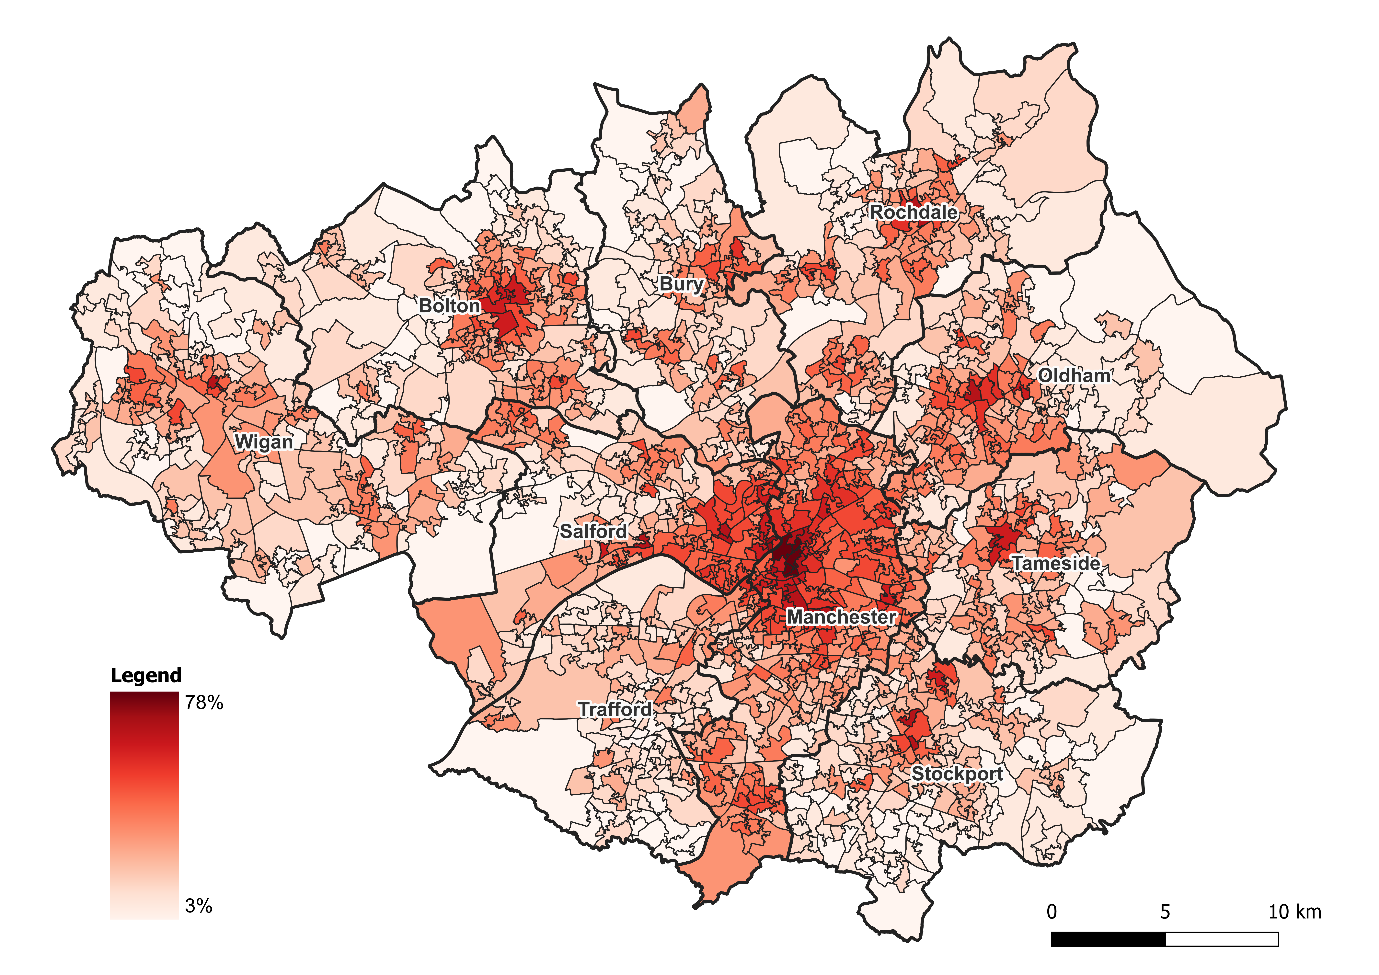 Rochdale
Bury
Bolton
Oldham
Wigan
Salford
Tameside
Manchester
Trafford
Stockport
Legend
78%
3%
0 5 10 km